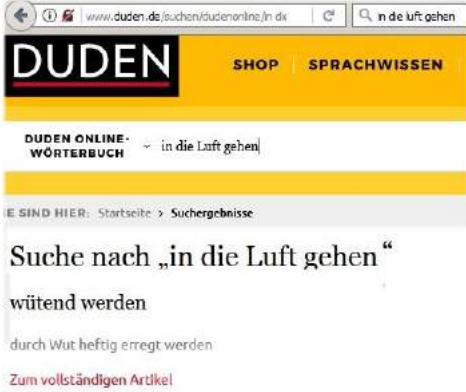 www.duden.de/suchen/dudenonline/in di
in die luft gehen
DUDEN
SHOP
SPRACHWISSEN
DUDEN ONLINE-
WÖRTERBUCH
in die Luft gehen
IE SIND HIER: Startseite > Suchergebnisse
Suche nach „in die Luft gehen“
wütend werden
durch Wut heftig erregt werden
Zum vollständigen Artikel